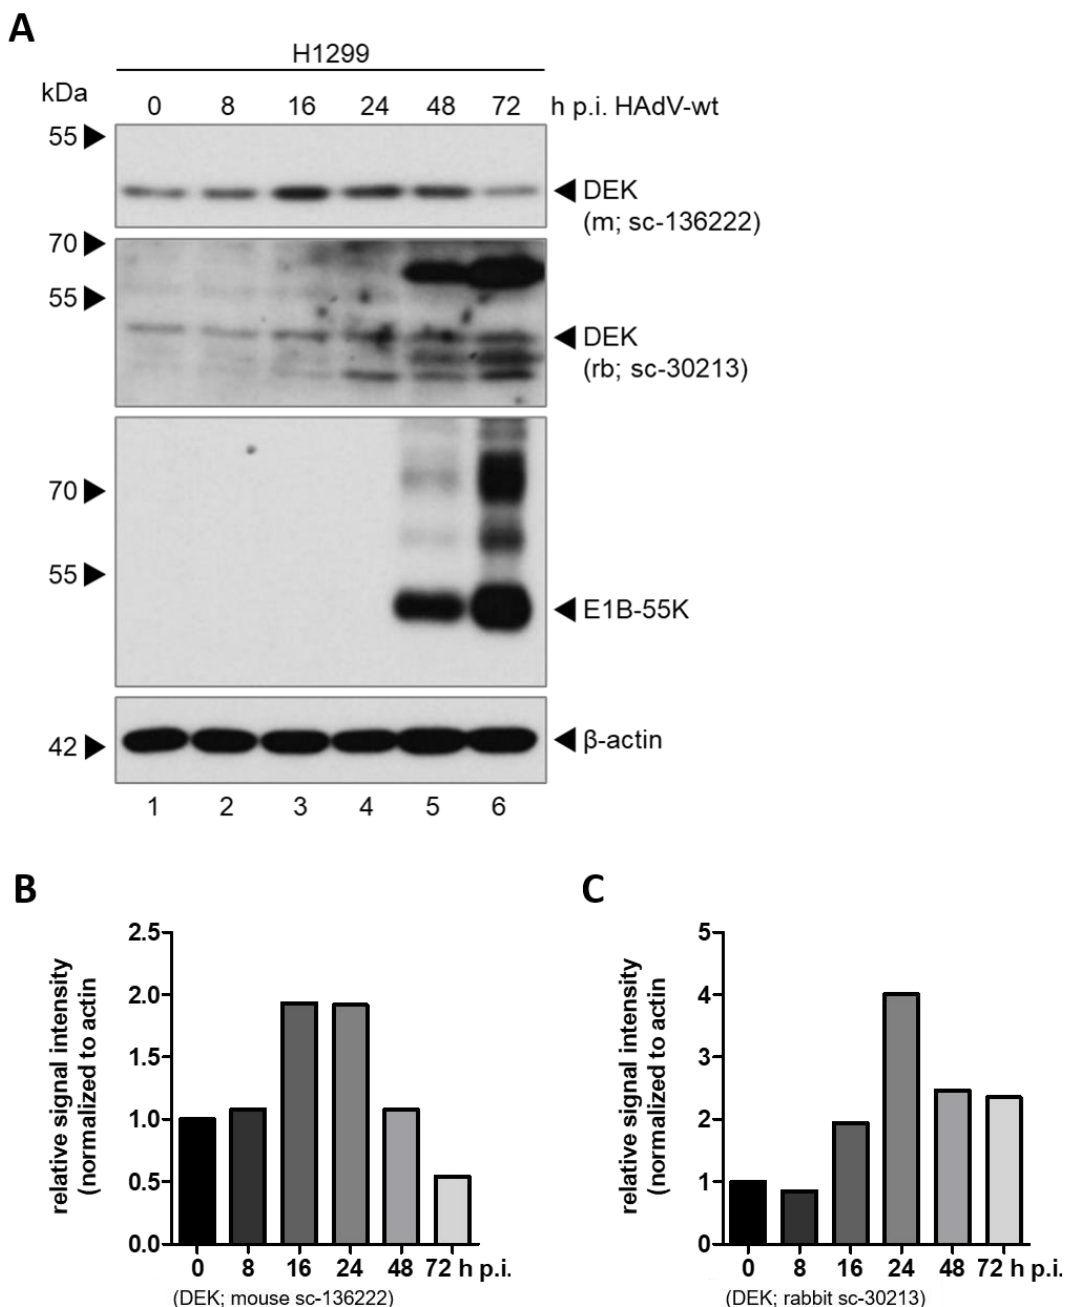 A
H1299
kDa
0 8 16 24 48 72 h p.i. HAdV-wt
55
DEK
(m; sc-136222)
70
55
DEK
(rb; sc-30213)
70
55
E1B-55K
42
β-actin
1 2 3 4 5 6
B
relative signal intensity
(normalized to actin
2.5
2.0
1.5
1.0
0.5
0.0
0 8 16 24 48 72 h p.i.
(DEK; mouse sc-136222)
C
relative signal intensity
(normalized to actin
5
4
3
2
1
0
0 8 16 24 48 72 h p.i.
(DEK; rabbit sc-30213)